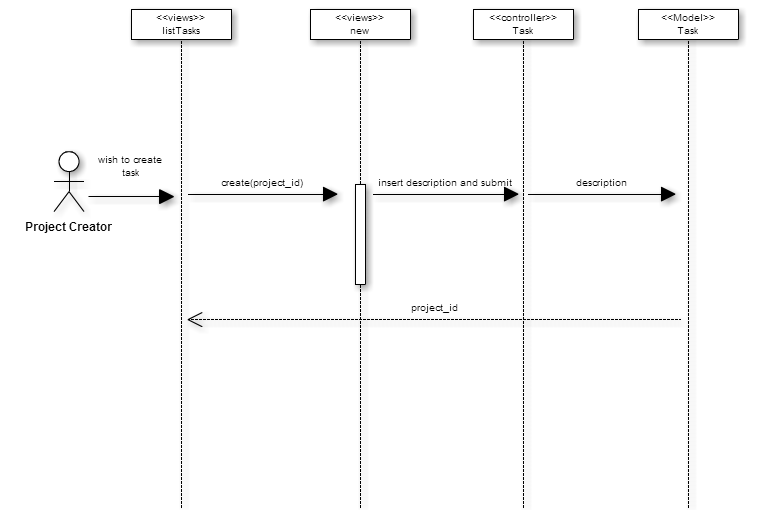 <<views>>
listTasks
<<views>>
new
<<controller>>
Task
<<Model>>
Task
wish to create
task
create(project_id)
insert description and submit
description
Project Creator
project_id